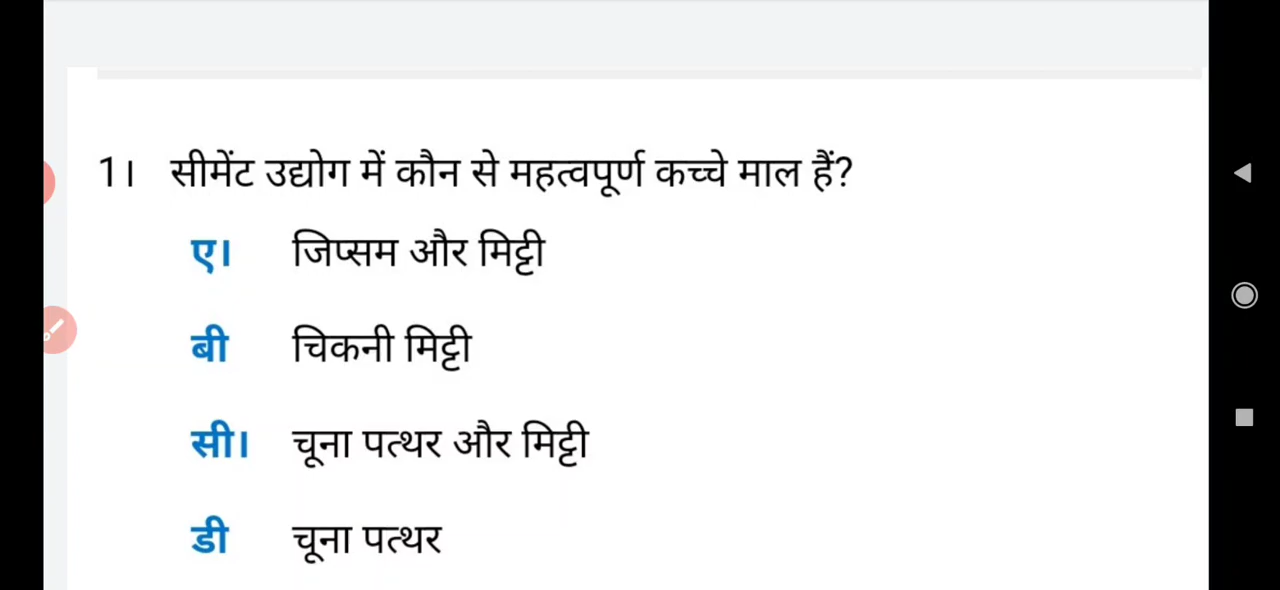 1। सीमेंट उद्योग में कौन से महत्वपूर्ण कच्चे माल हैं?
ए। जिप्सम और मिट्टी
बी चिकनी मिट्टी
सी। चूना पत्थर और मिट्टी
डी चूना पत्थर